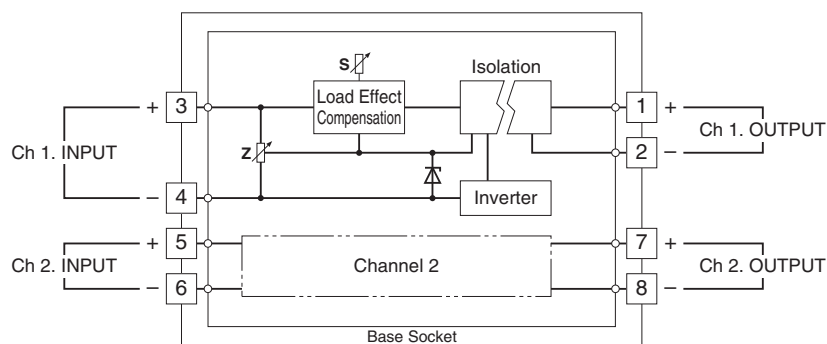 S
Isolation
+ 3
Load Effect
Compensation
1 +
Ch 1. INPUT
Z
Ch 1. OUTPUT
2 −
− 4
Inverter
+ 5
7 +
Ch 2. INPUT
Channel 2
Ch 2. OUTPUT
− 6
8 −
Base Socket